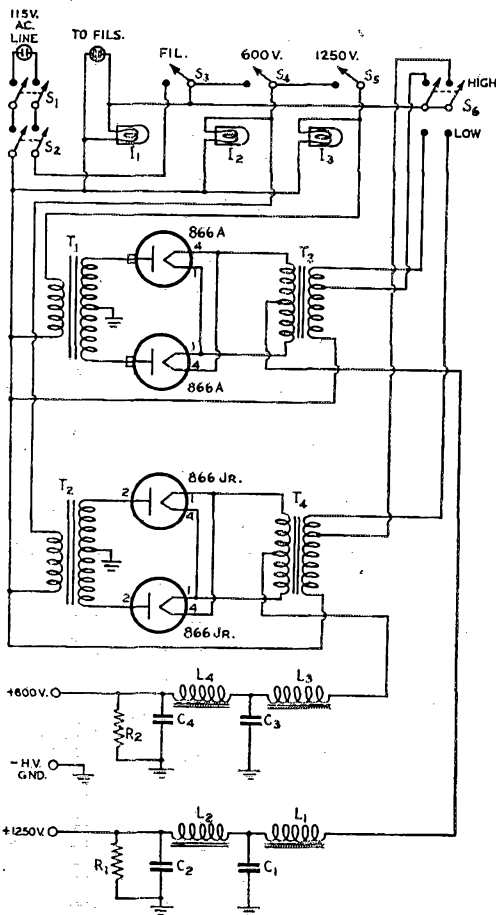 115V.
A.C.
LINE
TO FILS.
FIL.
S3
600 V.
S4
1250V.
S5
HIGH
S6
LOW
S1
S2
I1
I2
I3
866A
T1
4
1
T3
1
4
866A
866 JR.
T2
2
1
4
T4
2
1
4
866 JR.
L4
L3
+600V.
R2
C4
C3
-H.V.
GND.
L2
L1
+1250V.
R1
C2
C1